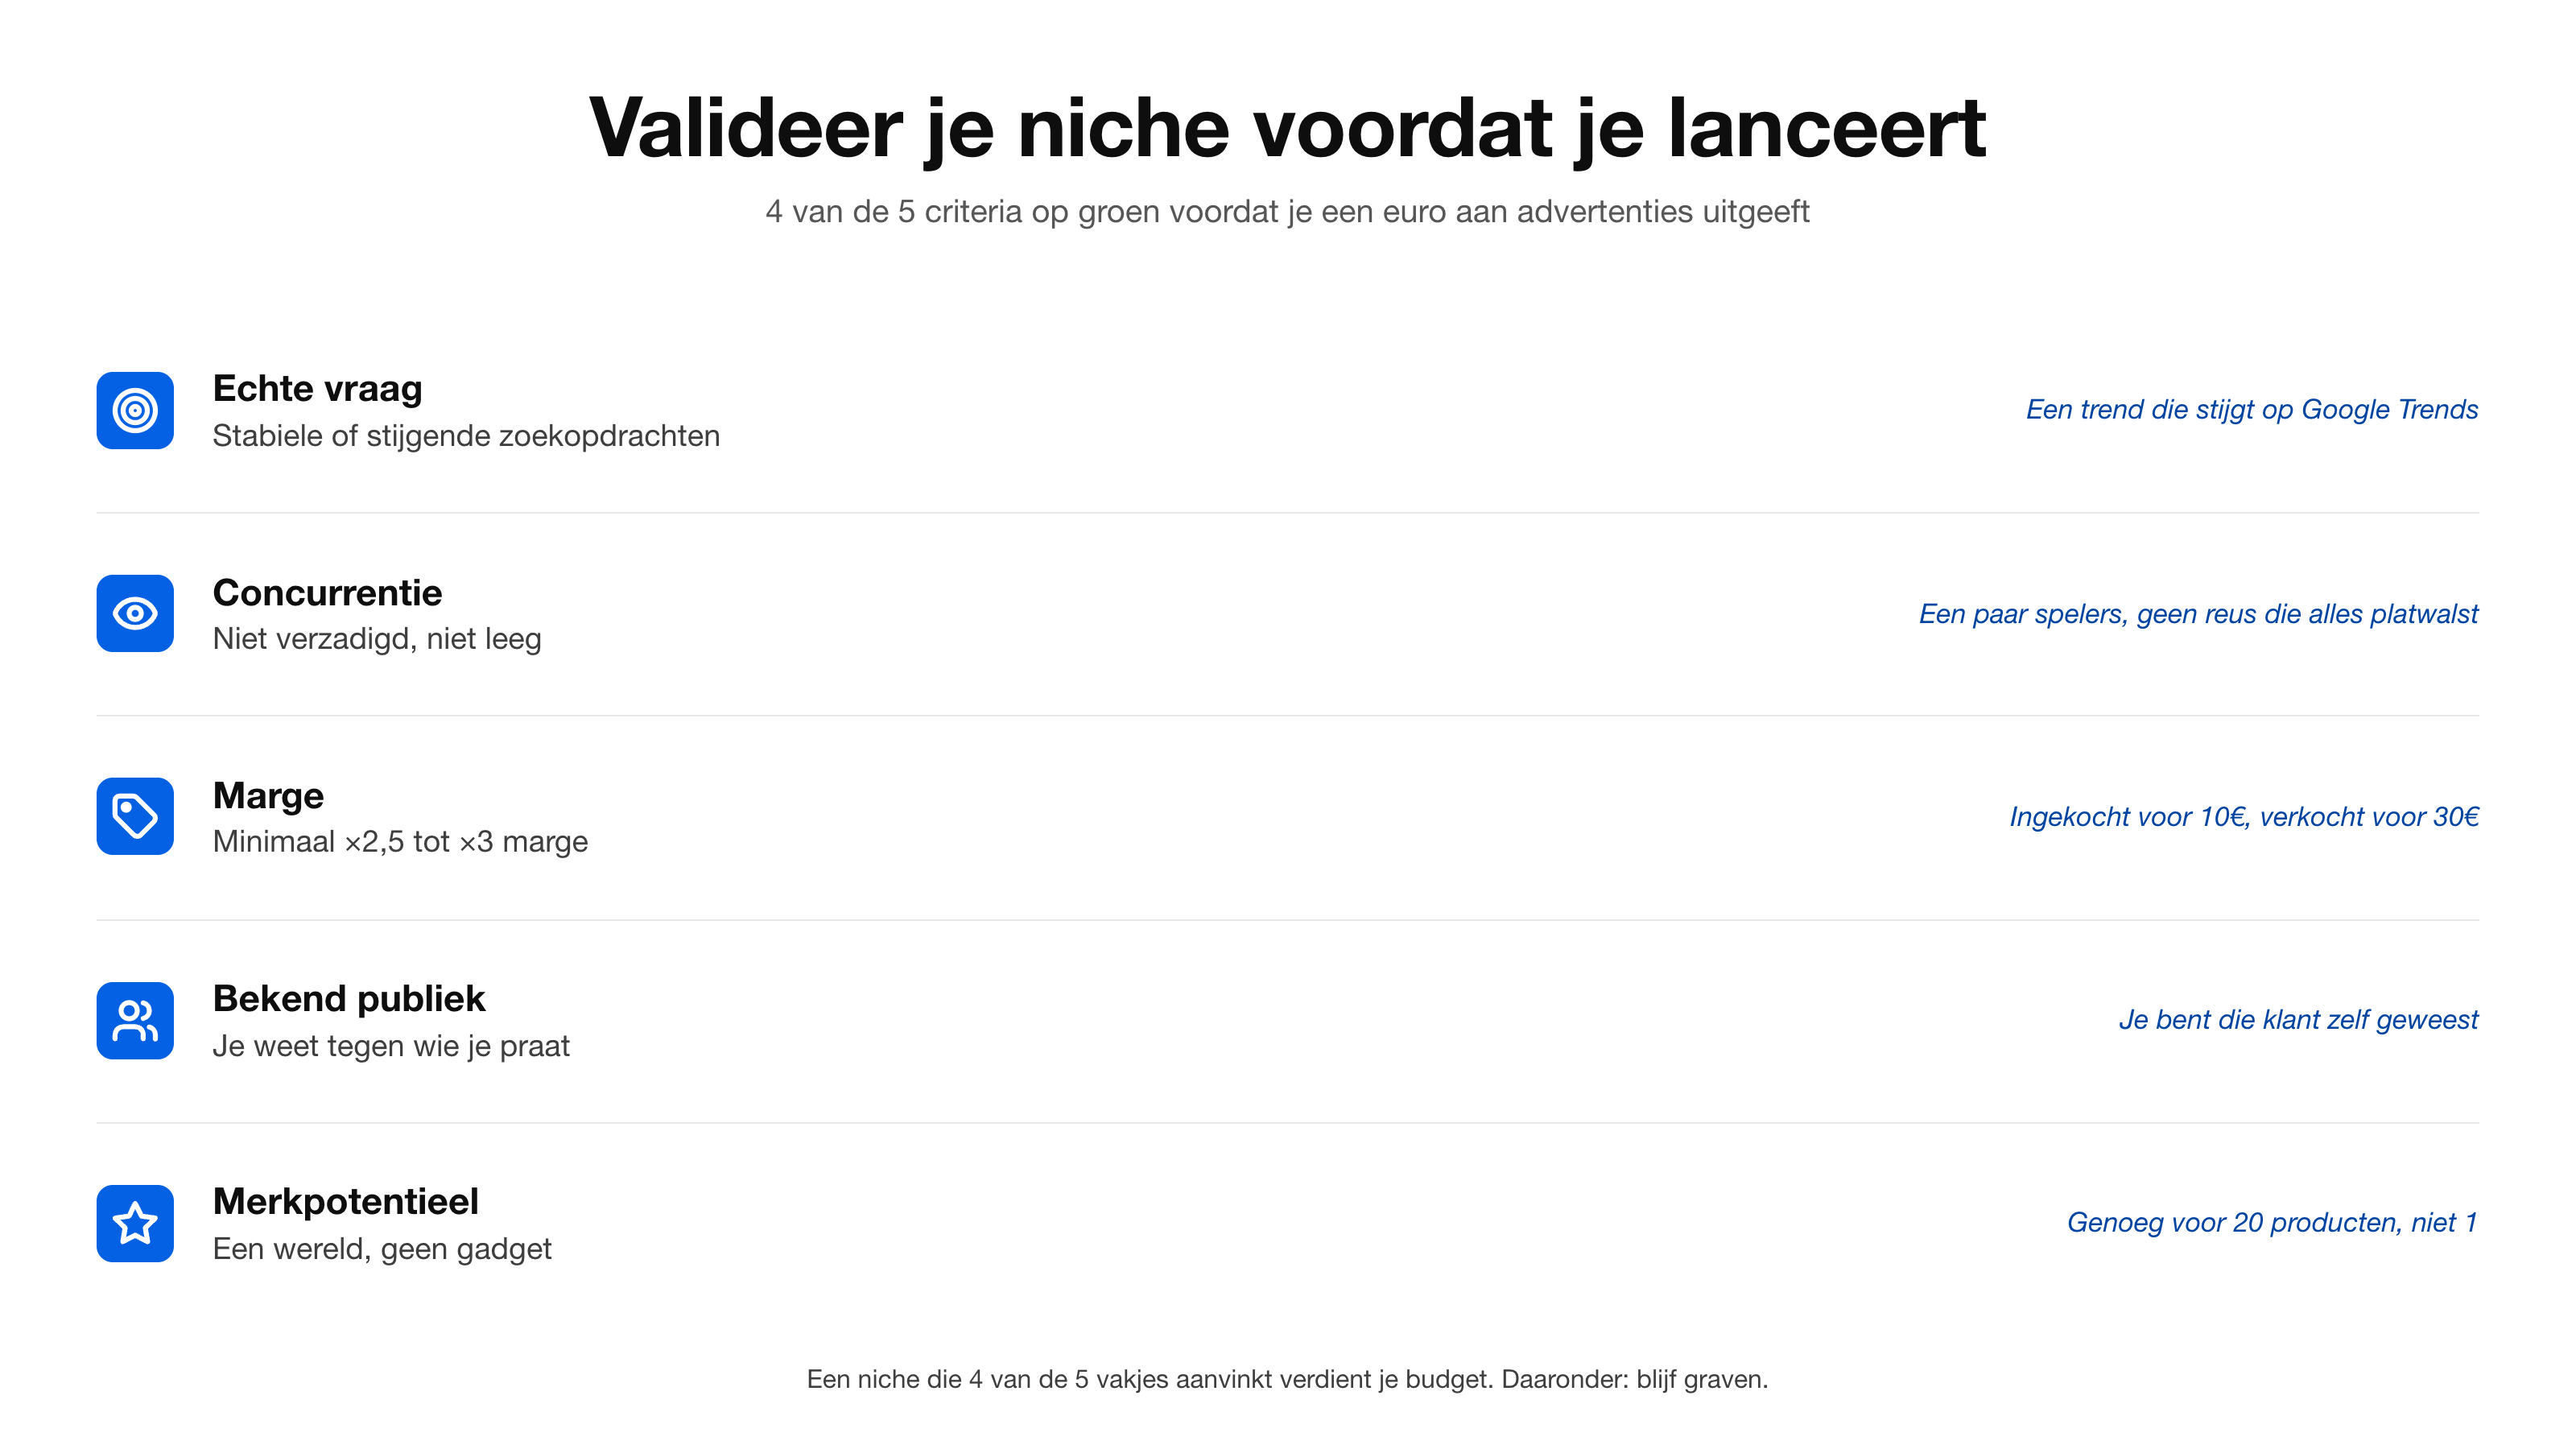 Valideer je niche voordat je lanceert
4 van de 5 criteria op groen voordat je een euro aan advertenties uitgeeft
Echte vraag
Stabiele of stijgende zoekopdrachten
Een trend die stijgt op Google Trends
Concurrentie
Niet verzadigd, niet leeg
Een paar spelers, geen reus die alles platwalst
Marge
Minimaal ×2,5 tot ×3 marge
Ingekocht voor 10€, verkocht voor 30€
Bekend publiek
Je weet tegen wie je praat
Je bent die klant zelf geweest
Merkpotentieel
Een wereld, geen gadget
Genoeg voor 20 producten, niet 1
Een niche die 4 van de 5 vakjes aanvinkt verdient je budget. Daaronder: blijf graven.